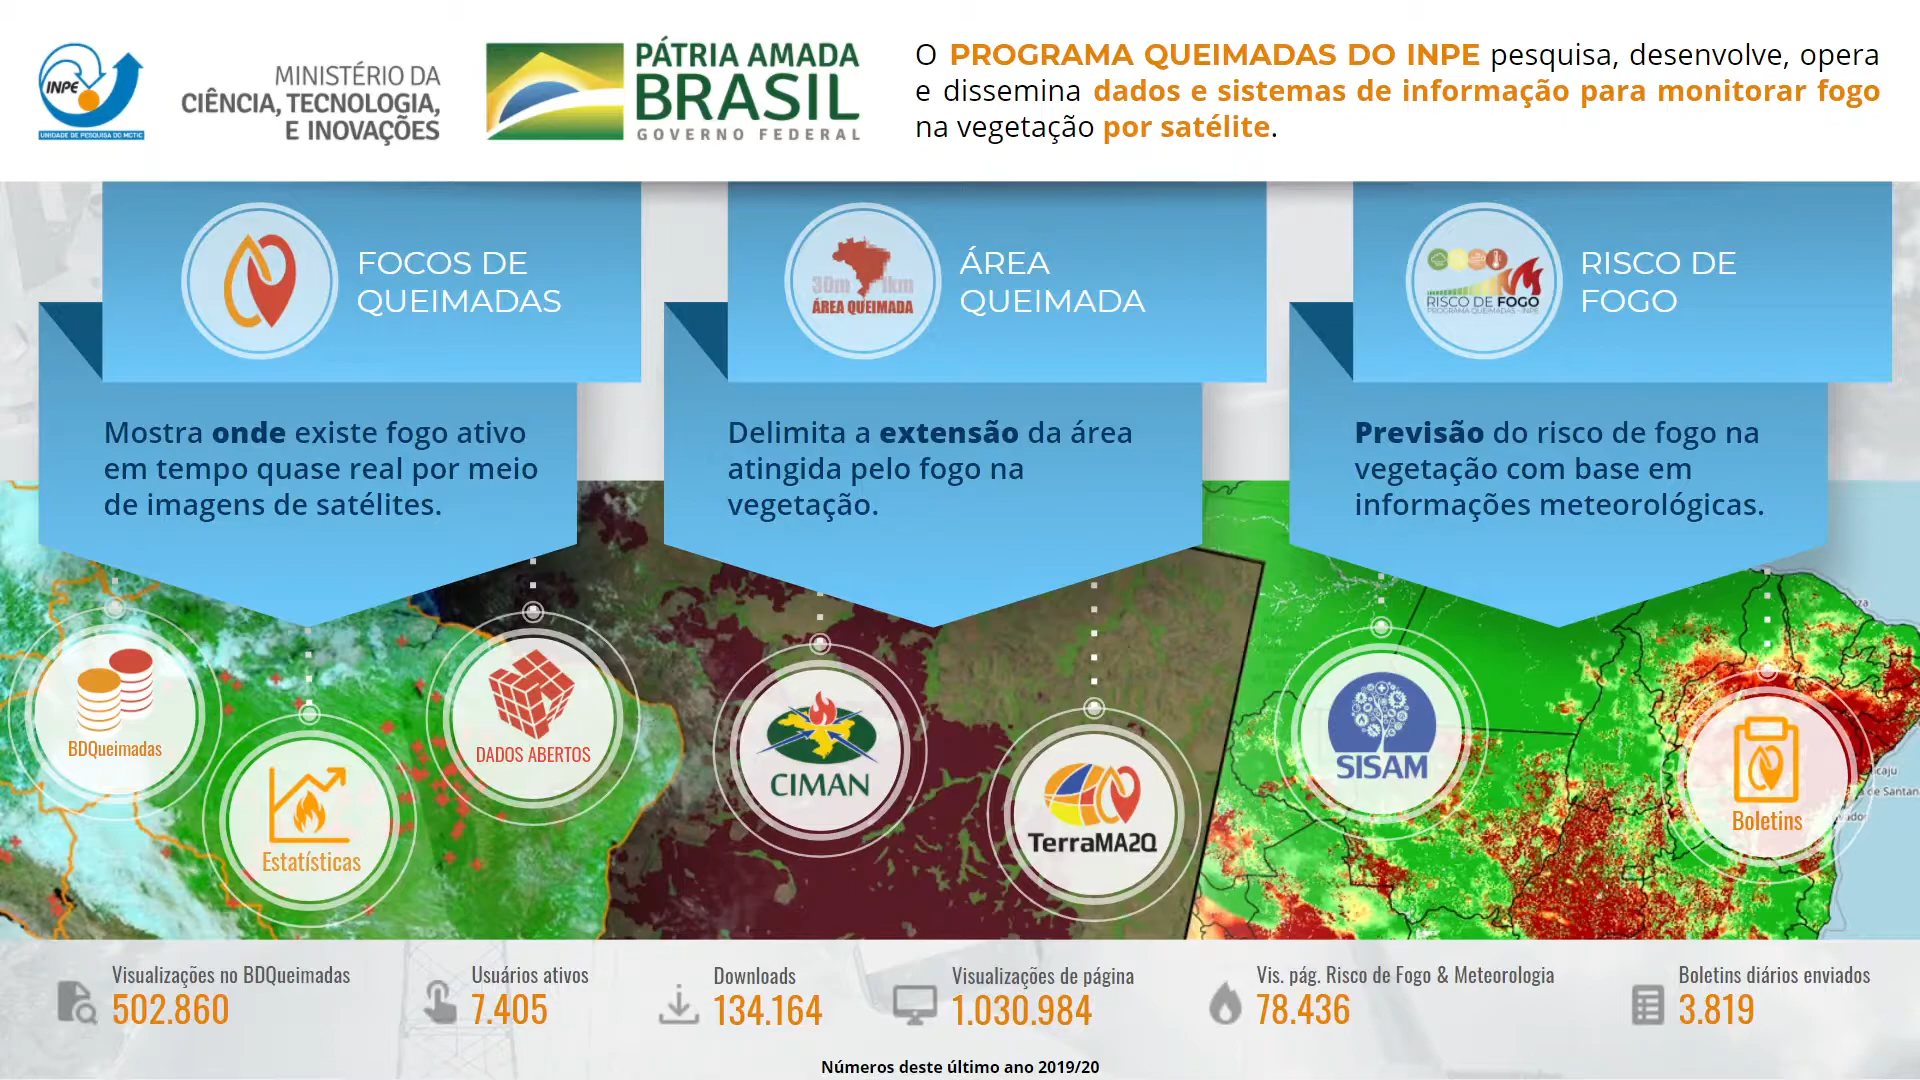 INPE
UNIDADE DE PESQUISA DO MCTIC
MINISTÉRIO DA
CIÊNCIA, TECNOLOGIA,
E INOVAÇÕES
PÁTRIA AMADA
BRASIL
GOVERNO FEDERAL
O PROGRAMA QUEIMADAS DO INPE pesquisa, desenvolve, opera
e dissemina dados e sistemas de informação para monitorar fogo
na vegetação por satélite.
FOCOS DE
QUEIMADAS
30m 1km
ÁREA QUEIMADA
ÁREA
QUEIMADA
RISCO DE FOGO
PROGRAMA QUEIMADAS - INPE
RISCO DE
FOGO
Mostra onde existe fogo ativo
em tempo quase real por meio
de imagens de satélites.
Delimita a extensão da área
atingida pelo fogo na
vegetação.
Previsão do risco de fogo na
vegetação com base em
informações meteorológicas.
BDQueimadas
Estatísticas
DADOS ABERTOS
CIMAN
TerraMA2Q
SISAM
Boletins
Visualizações no BDQueimadas
502.860
Usuários ativos
7.405
Downloads
134.164
Visualizações de página
1.030.984
Vis. pág. Risco de Fogo & Meteorologia
78.436
Boletins diários enviados
3.819
Números deste último ano 2019/20